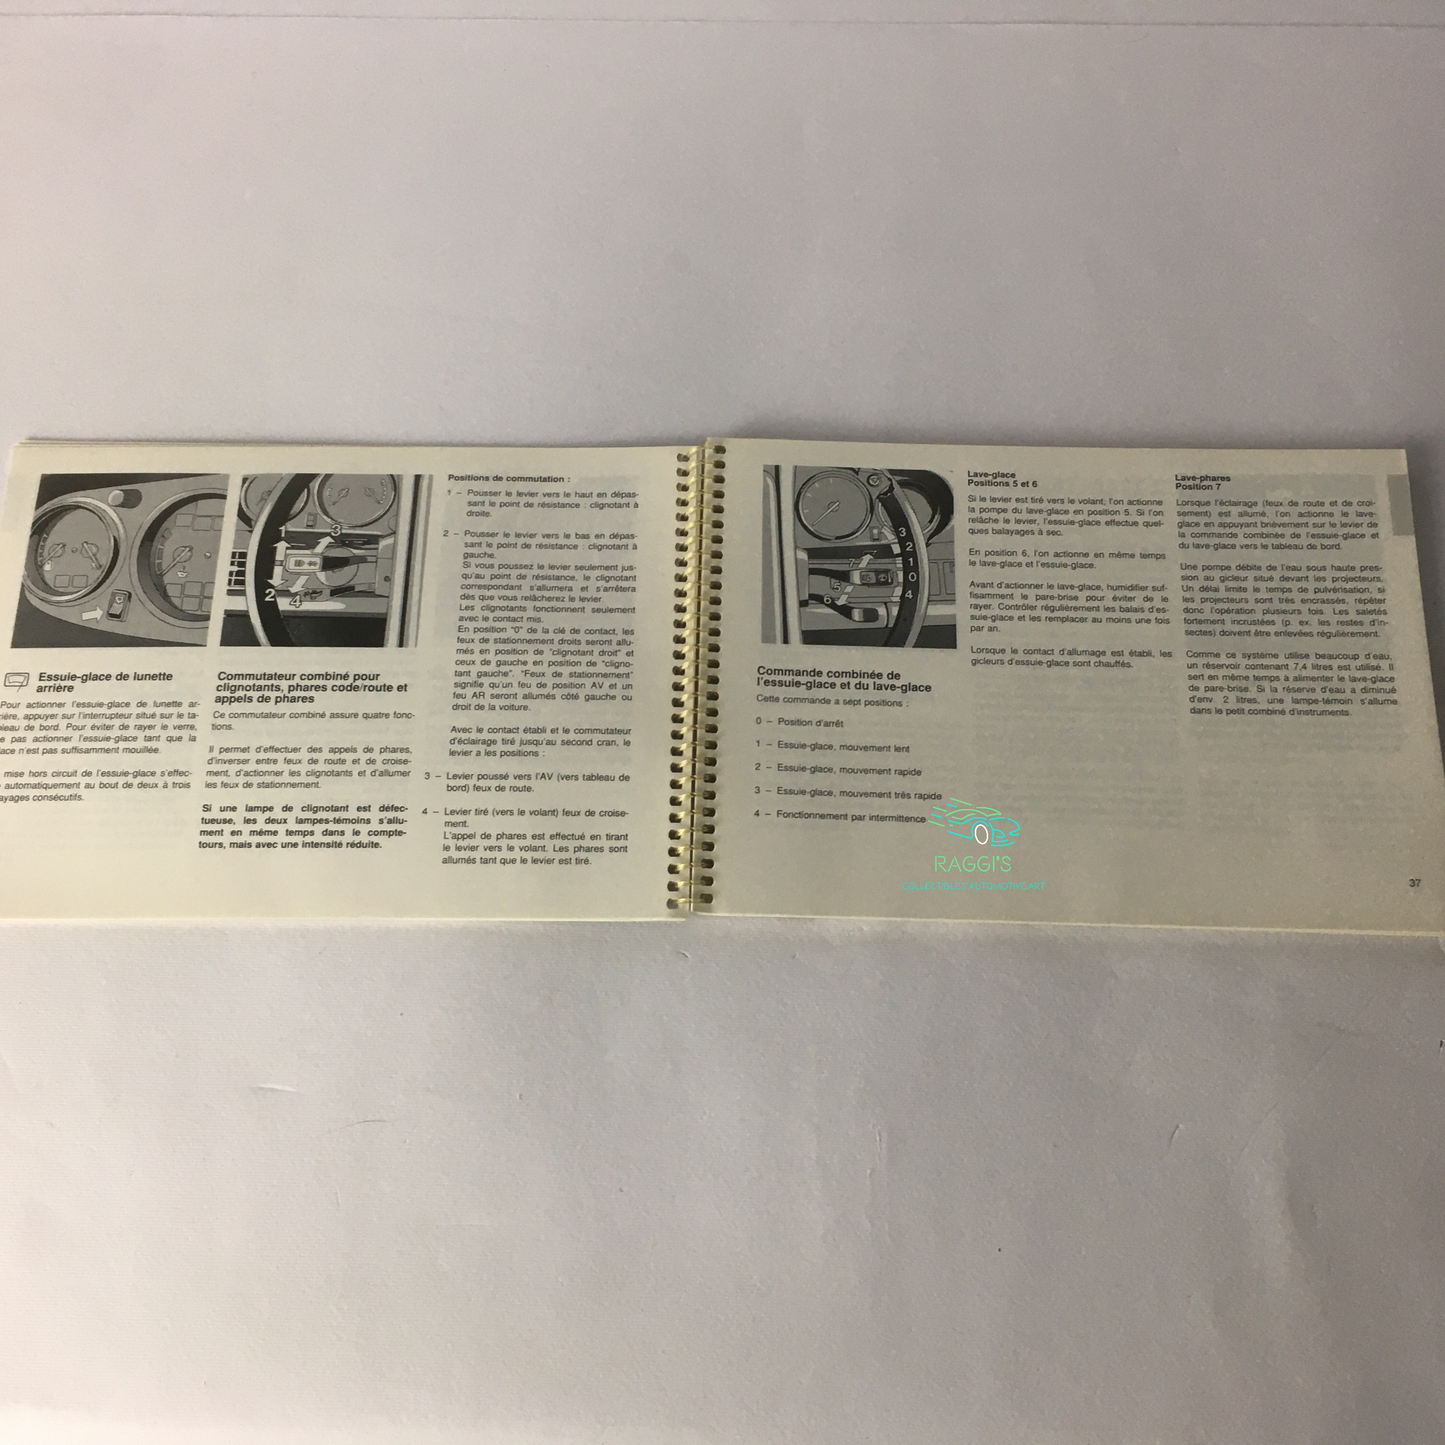 1
2
3
4
Essuie-glace de lunette
arrière
Pour actionner l'essuie-glace de lunette ar-
rière, appuyer sur l'interrupteur situé sur le ta-
bleau de bord. Pour éviter de rayer le verre,
pas actionner l'essuie-glace tant que la
n'est pas suffisamment mouillée.
mise hors circuit de l'essuie-glace s'effec-
automatiquement au bout de deux à trois
consécutifs.
Commutateur combiné pour
clignotants, phares code/route et
appels de phares
Ce commutateur combiné assure quatre fonc-
tions.
Il permet d'effectuer des appels de phares,
d'inverser entre feux de route et de croise-
ment, d'actionner les clignotants et d'allumer
les feux de stationnement.
Si une lampe de clignotant est défec-
tueuse, les deux lampes-témoins s'allu-
ment en même temps dans le compte-
tours, mais avec une intensité réduite.
Positions de commutation :
1 – Pousser le levier vers le haut en dépas-
sant le point de résistance : clignotant à
droite.
2 – Pousser le levier vers le bas en dépas-
sant le point de résistance : clignotant à
gauche.
Si vous poussez le levier seulement jus-
qu'au point de résistance, le clignotant
correspondant s'allumera et s'arrêtera
dès que vous relâcherez le levier.
Les clignotants fonctionnent seulement
avec le contact mis.
En position "0" de la clé de contact, les
feux de stationnement droits seront allu-
més en position de "clignotant droit" et
ceux de gauche en position de "cligno-
tant gauche". "Feux de stationnement"
signifie qu'un feu de position AV et un
feu AR seront allumés côté gauche ou
droit de la voiture.
Avec le contact établi et le commutateur
d'éclairage tiré jusqu'au second cran, le
levier a les positions :
3 – Levier poussé vers l'AV (vers tableau de
bord) feux de route.
4 – Levier tiré (vers le volant) feux de croise-
ment.
L'appel de phares est effectué en tirant
le levier vers le volant. Les phares sont
allumés tant que le levier est tiré.
3
2
1
0
4
7
5
6
Commande combinée de
l'essuie-glace et du lave-glace
Cette commande a sept positions :
0 – Position d'arrêt
1 – Essuie-glace, mouvement lent
2 – Essuie-glace, mouvement rapide
3 – Essuie-glace, mouvement très rapide
4 – Fonctionnement par intermittence
Lave-glace
Positions 5 et 6
Si le levier est tiré vers le volant, l'on actionne
la pompe du lave-glace en position 5. Si l'on
relâche le levier, l'essuie-glace effectue quel-
ques balayages à sec.
En position 6, l'on actionne en même temps
le lave-glace et l'essuie-glace.
Avant d'actionner le lave-glace, humidifier suf-
fisamment le pare-brise pour éviter de le
rayer. Contrôler régulièrement les balais d'es-
suie-glace et les remplacer au moins une fois
par an.
Lorsque le contact d'allumage est établi, les
gicleurs d'essuie-glace sont chauffés.
Lave-phares
Position 7
Lorsque l'éclairage (feux de route et de croi-
sement) est allumé, l'on actionne le lave-
glace en appuyant brièvement sur le levier de
la commande combinée de l'essuie-glace et
du lave-glace vers le tableau de bord.
Une pompe débite de l'eau sous haute pres-
sion au gicleur situé devant les projecteurs.
Un délai limite le temps de pulvérisation, si
les projecteurs sont très encrassés, répéter
donc l'opération plusieurs fois. Les saletés
fortement incrustées (p. ex. les restes d'in-
sectes) doivent être enlevées régulièrement.
Comme ce système utilise beaucoup d'eau,
un réservoir contenant 7,4 litres est utilisé. Il
sert en même temps à alimenter le lave-glace
de pare-brise. Si la réserve d'eau a diminué
d'env. 2 litres, une lampe-témoin s'allume
dans le petit combiné d'instruments.
RAGGI'S
COLLECTIBLES AUTOMOTIVE ART
37